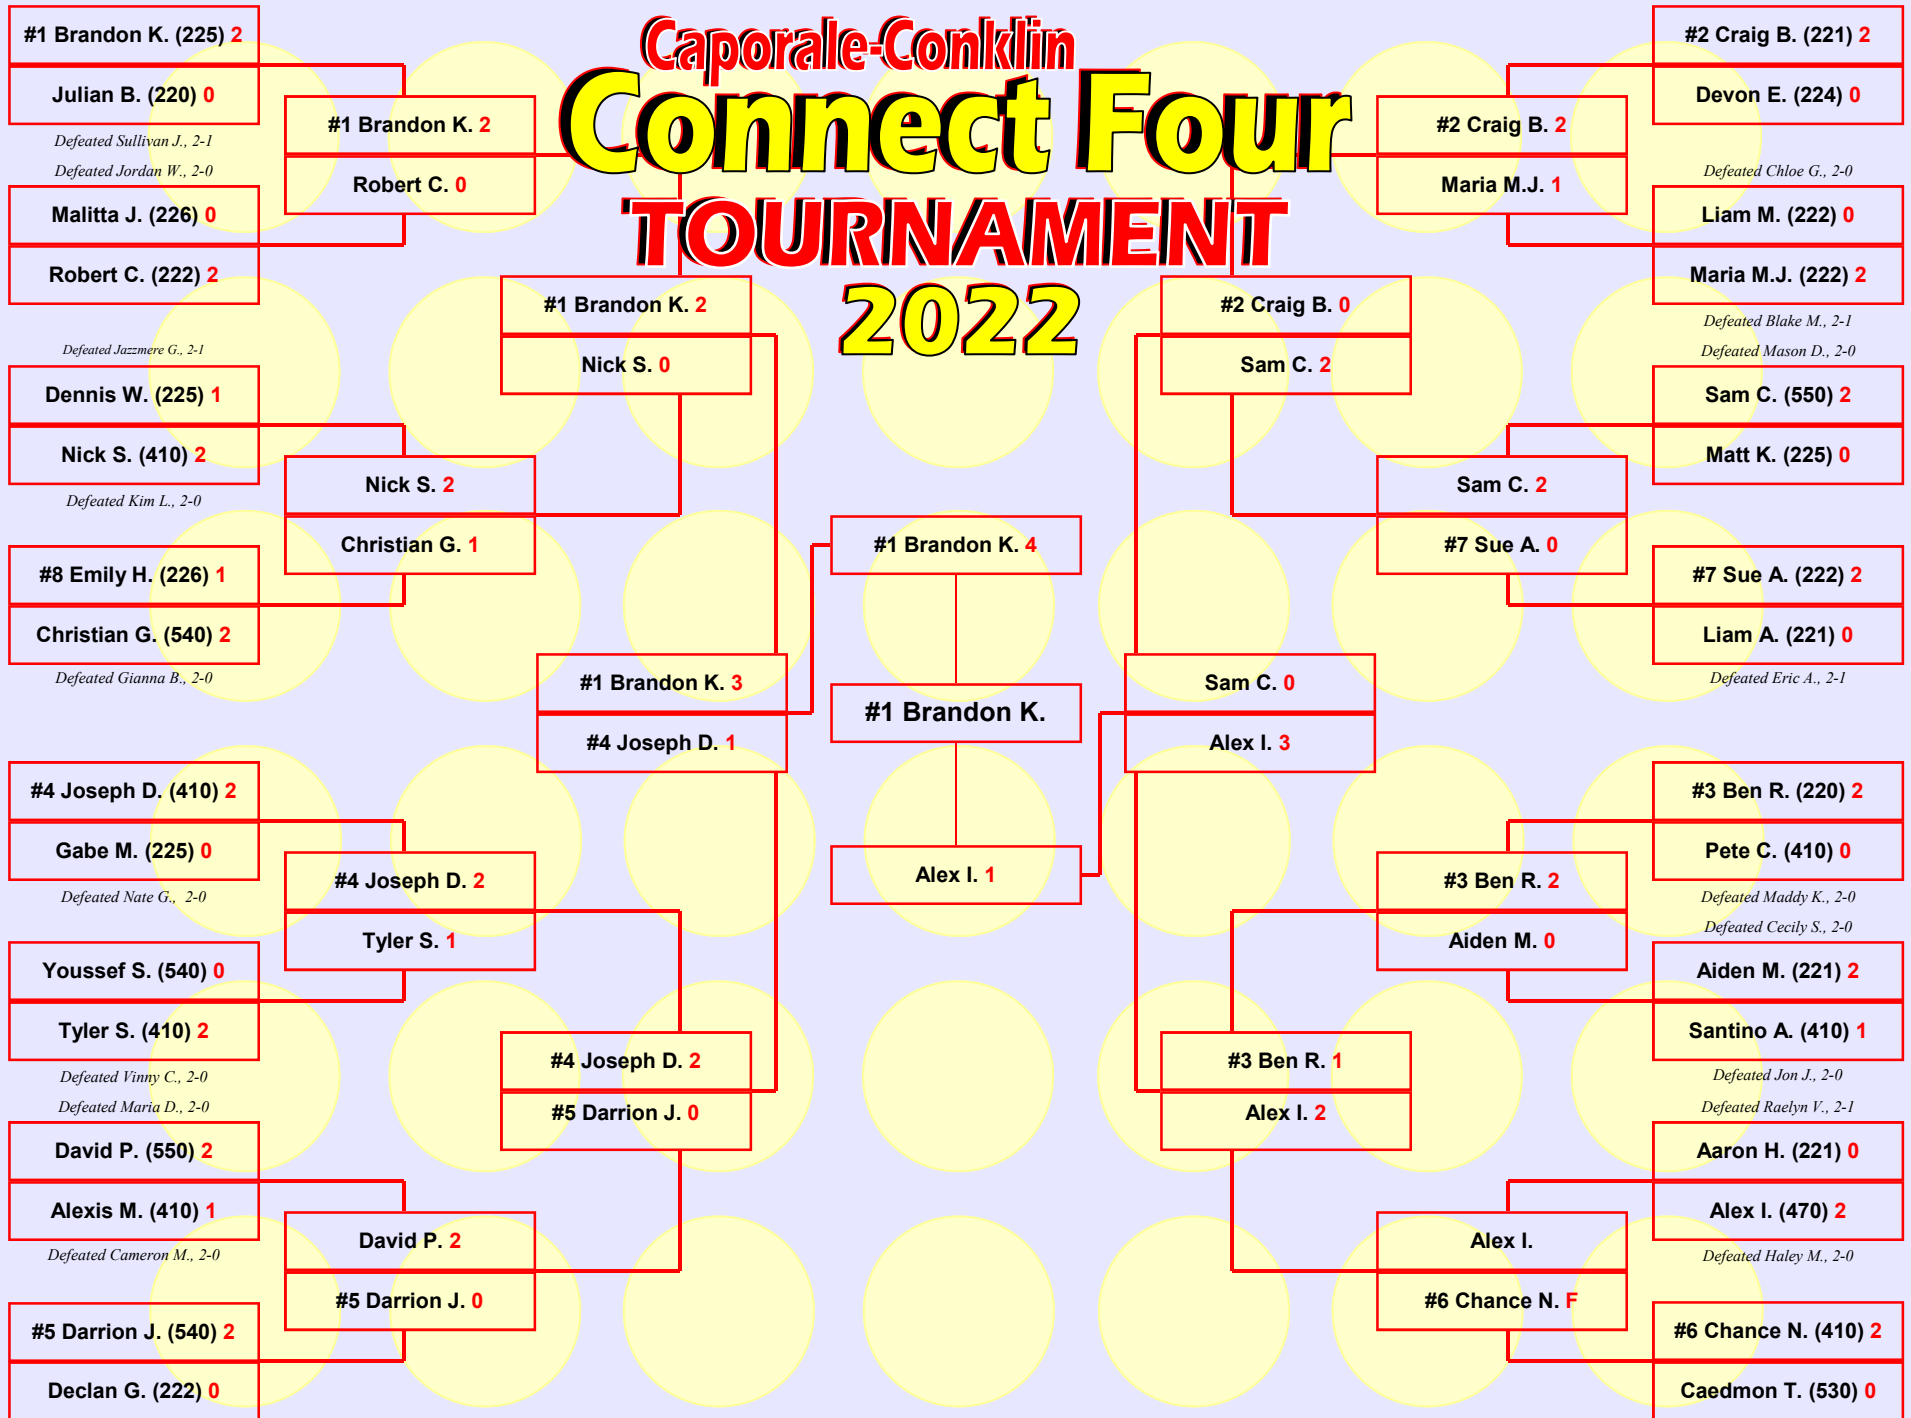 Caporale-Conklin
Connect Four
TOURNAMENT
2022
#1 Brandon K. (225) 2
Julian B. (220) 0
Defeated Sullivan J., 2-1
Defeated Jordan W., 2-0
Malitta J. (226) 0
Robert C. (222) 2
Defeated Jazzmere G., 2-1
Dennis W. (225) 1
Nick S. (410) 2
Defeated Kim L., 2-0
#8 Emily H. (226) 1
Christian G. (540) 2
Defeated Gianna B., 2-0
#4 Joseph D. (410) 2
Gabe M. (225) 0
Defeated Nate G., 2-0
Youssef S. (540) 0
Tyler S. (410) 2
Defeated Vinny C., 2-0
Defeated Maria D., 2-0
David P. (550) 2
Alexis M. (410) 1
Defeated Cameron M., 2-0
#5 Darrion J. (540) 2
Declan G. (222) 0
#1 Brandon K. 2
Robert C. 0
Nick S. 2
Christian G. 1
#4 Joseph D. 2
Tyler S. 1
David P. 2
#5 Darrion J. 0
#1 Brandon K. 2
Nick S. 0
#4 Joseph D. 2
#5 Darrion J. 0
#1 Brandon K. 3
#4 Joseph D. 1
#1 Brandon K. 4
#1 Brandon K.
Alex I. 1
Sam C. 0
Alex I. 3
#2 Craig B. 0
Sam C. 2
#3 Ben R. 1
Alex I. 2
#2 Craig B. 2
Maria M.J. 1
Sam C. 2
#7 Sue A. 0
#3 Ben R. 2
Aiden M. 0
Alex I.
#6 Chance N. F
#2 Craig B. (221) 2
Devon E. (224) 0
Defeated Chloe G., 2-0
Liam M. (222) 0
Maria M.J. (222) 2
Defeated Blake M., 2-1
Defeated Mason D., 2-0
Sam C. (550) 2
Matt K. (225) 0
#7 Sue A. (222) 2
Liam A. (221) 0
Defeated Eric A., 2-1
#3 Ben R. (220) 2
Pete C. (410) 0
Defeated Maddy K., 2-0
Defeated Cecily S., 2-0
Aiden M. (221) 2
Santino A. (410) 1
Defeated Jon J., 2-0
Defeated Raelyn V., 2-1
Aaron H. (221) 0
Alex I. (470) 2
Defeated Haley M., 2-0
#6 Chance N. (410) 2
Caedmon T. (530) 0